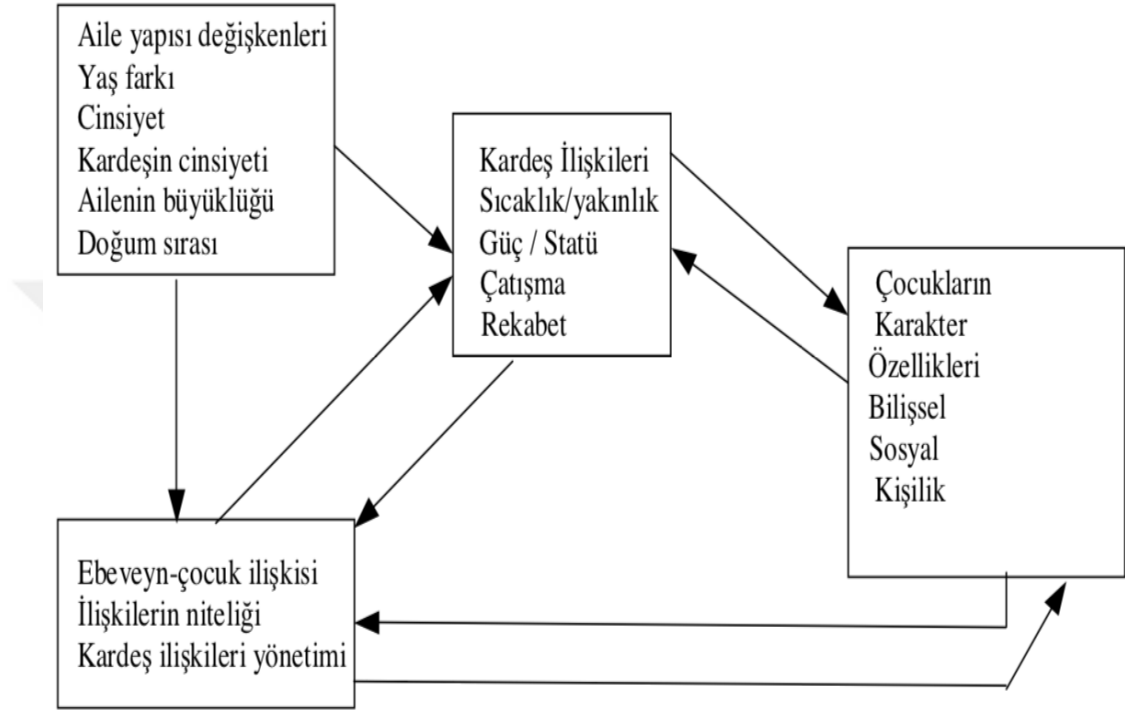 Aile yapısı değişkenleri
Yaş farkı
Cinsiyet
Kardeşin cinsiyeti
Ailenin büyüklüğü
Doğum sırası
Kardeş İlişkileri
Sıcaklık/yakınlık
Güç / Statü
Çatışma
Rekabet
Çocukların
Karakter
Özellikleri
Bilişsel
Sosyal
Kişilik
Ebeveyn-çocuk ilişkisi
İlişkilerin niteliği
Kardeş ilişkileri yönetimi